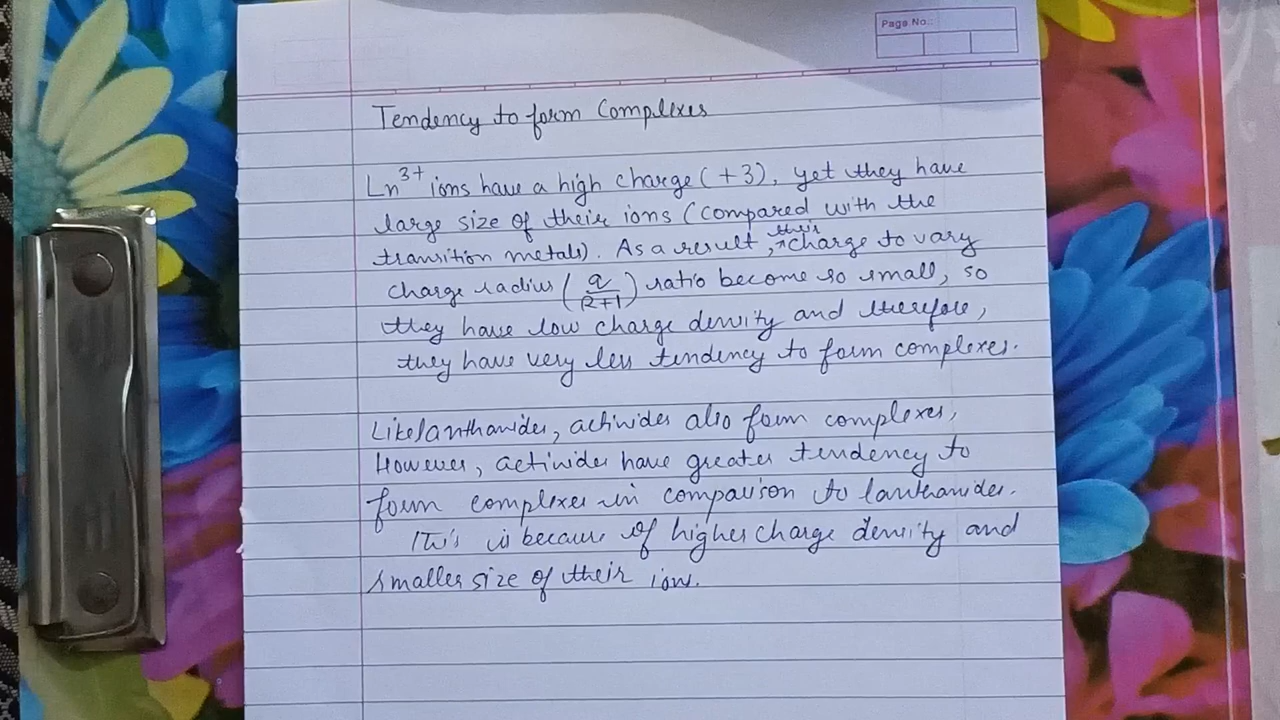 Page No.:
Tendency to form Complexes
Ln³⁺ ions have a high charge (+3), yet they have
large size of their ions (compared with the
transition metals). As a result, their charge to vary
charge radius (q/R+1) ratio become so small, so
they have low charge density and therefore,
they have very less tendency to form complexes.
Like lanthanides, actinides also form complexes,
However, actinides have greater tendency to
form complexes in comparison to lanthanides.
This is because of higher charge density and
smaller size of their ions.